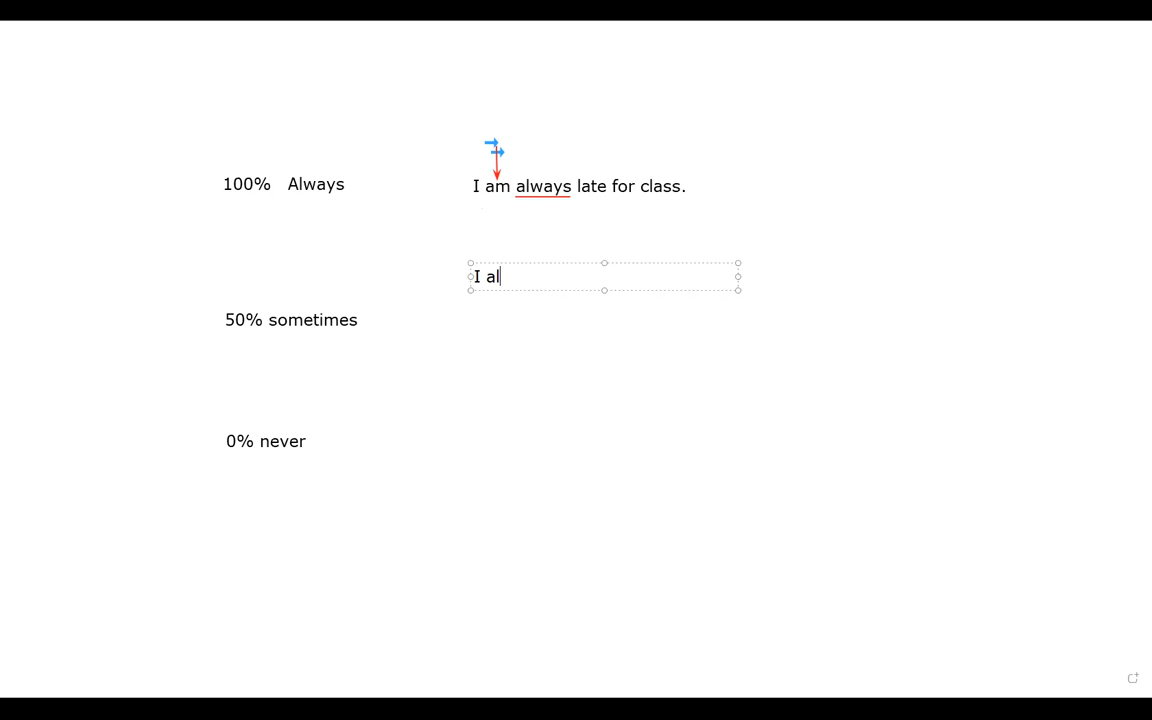 100% Always
I am always late for class.
I al
50% sometimes
0% never